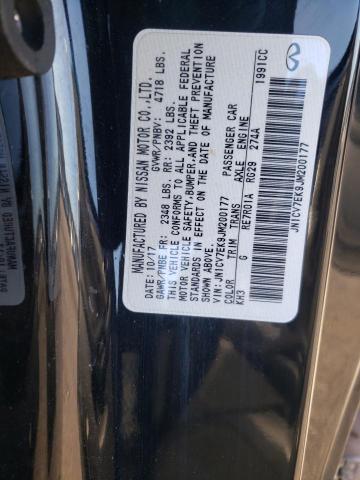 MANUFACTURED BY NISSAN MOTOR CO.,LTD.
DATE: 10/17 GVWR/PNBV: 4718 LBS.
GAWR/PNBE FR: 2348 LBS. RR: 2392 LBS.
THIS VEHICLE CONFORMS TO ALL APPLICABLE FEDERAL
MOTOR VEHICLE SAFETY, BUMPER, AND THEFT PREVENTION
STANDARDS IN EFFECT ON THE DATE OF MANUFACTURE
SHOWN ABOVE.
VIN: JN1CV7EK9JM200177 PASSENGER CAR
COLOR TRIM TRANS AXLE ENGINE
KH3 G RE7R01A RG29 274A 1991CC
JN1CV7EK9JM200177